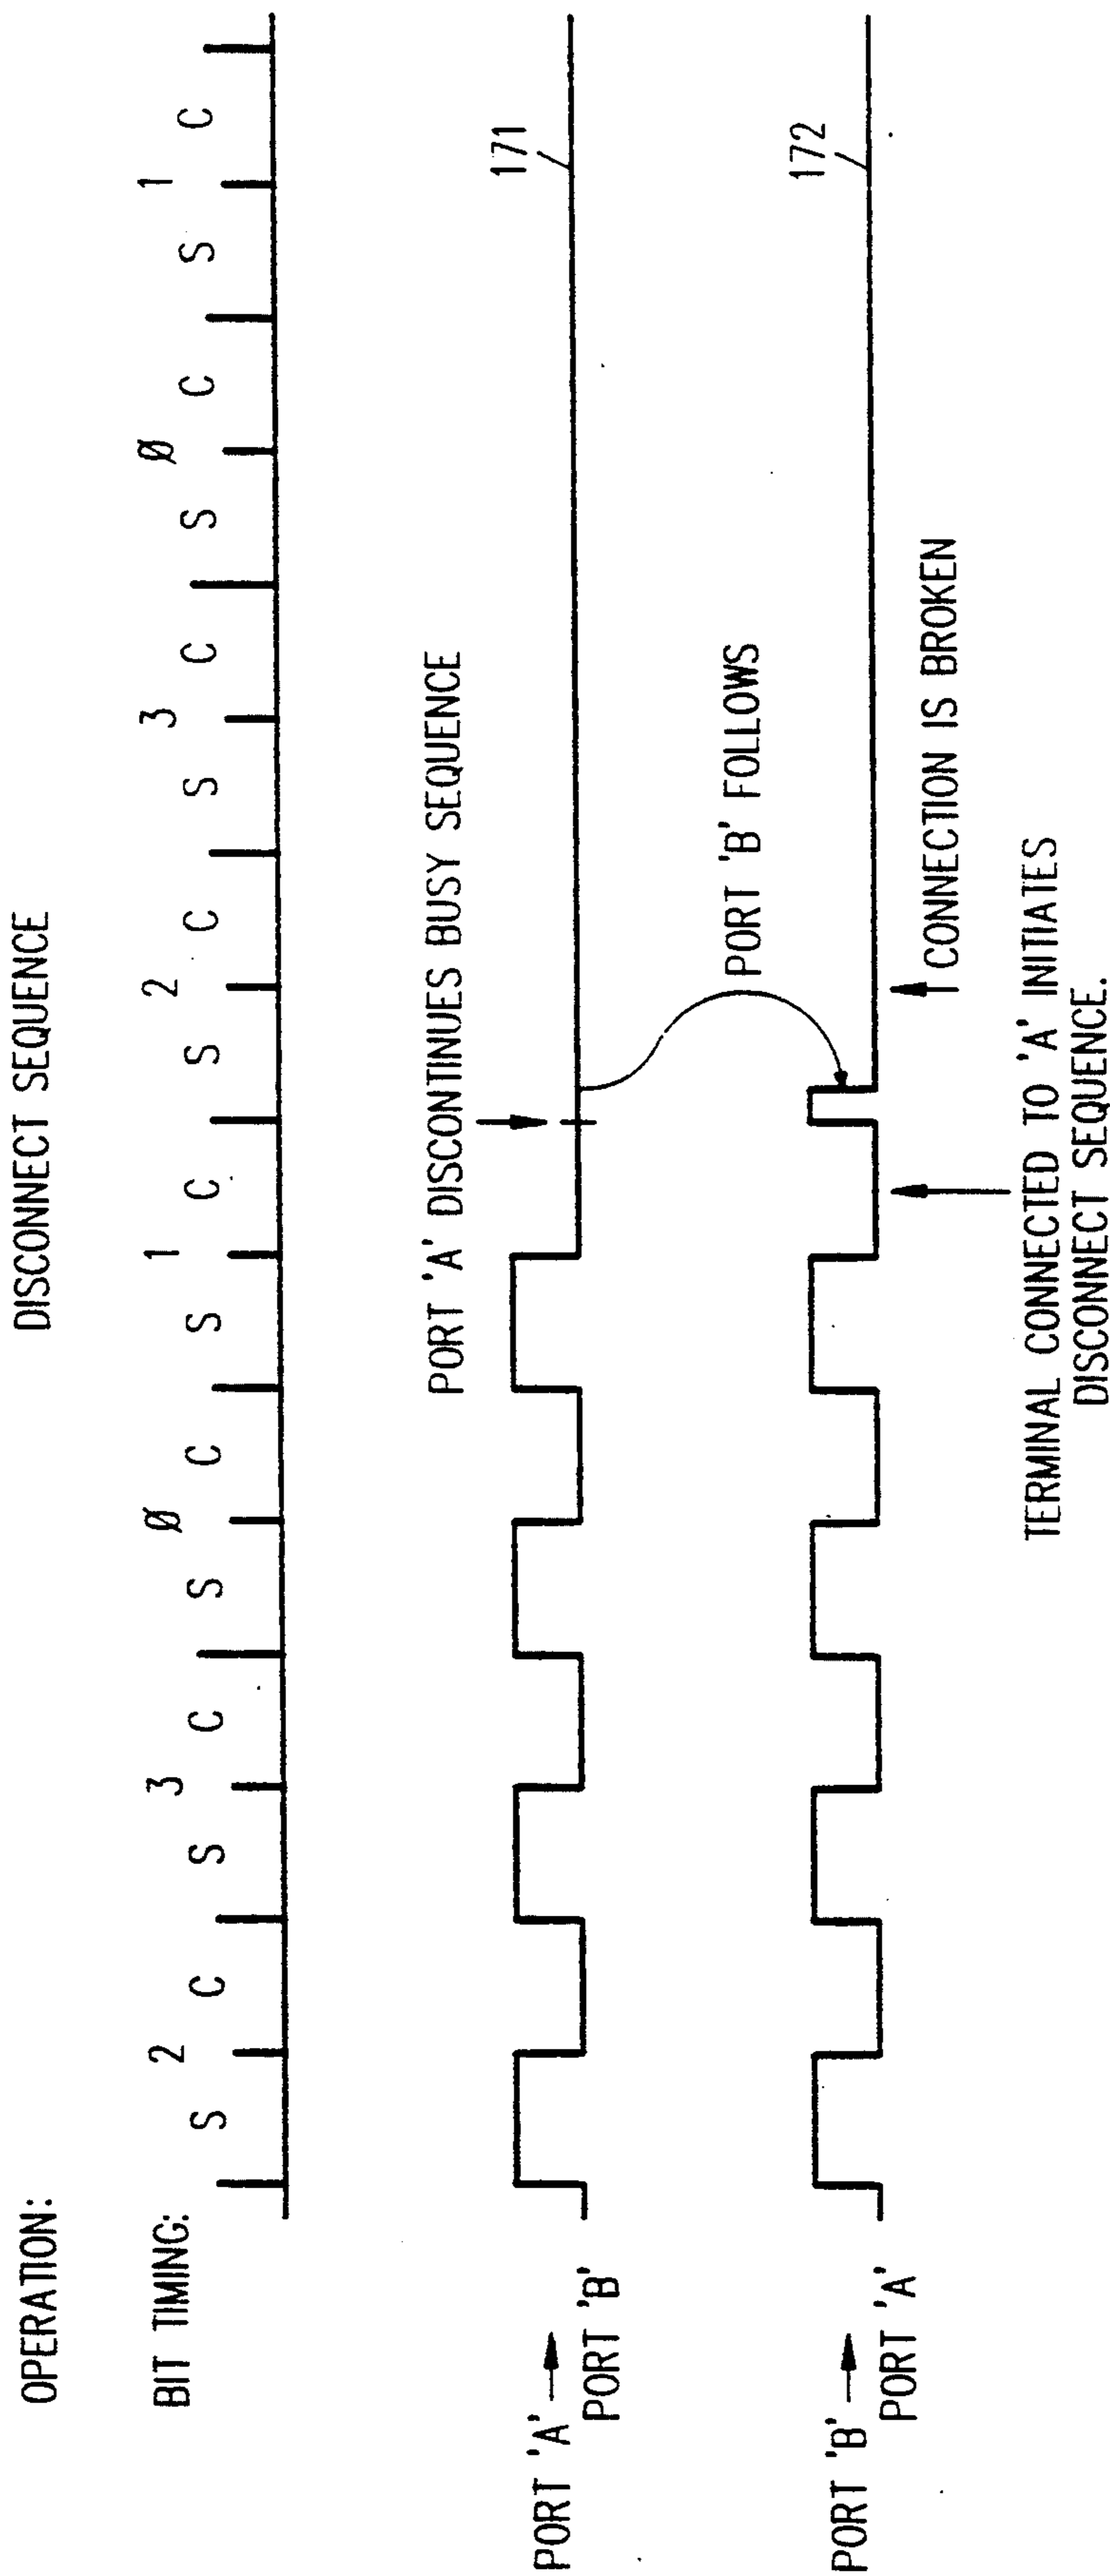 OPERATION: DISCONNECT SEQUENCE
BIT TIMING:
2 3 Ø 1 2 3 Ø 1
S C S C S C S C S C S C S C S C
PORT 'A' DISCONTINUES BUSY SEQUENCE
171
PORT 'A'
PORT 'B'
PORT 'B' FOLLOWS
172
PORT 'B'
PORT 'A'
CONNECTION IS BROKEN
TERMINAL CONNECTED TO 'A' INITIATES
DISCONNECT SEQUENCE.